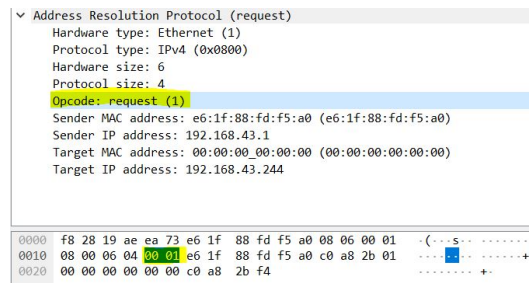 Address Resolution Protocol (request)
Hardware type: Ethernet (1)
Protocol type: IPv4 (0x0800)
Hardware size: 6
Protocol size: 4
Opcode: request (1)
Sender MAC address: e6:1f:88:fd:f5:a0 (e6:1f:88:fd:f5:a0)
Sender IP address: 192.168.43.1
Target MAC address: 00:00:00_00:00:00 (00:00:00:00:00:00)
Target IP address: 192.168.43.244
0000 f8 28 19 ae ea 73 e6 1f 88 fd f5 a0 08 06 00 01 ·(···s·· ········
0010 08 00 06 04 00 01 e6 1f 88 fd f5 a0 c0 a8 2b 01 ········ ······+·
0020 00 00 00 00 00 00 c0 a8 2b f4 ········ +·